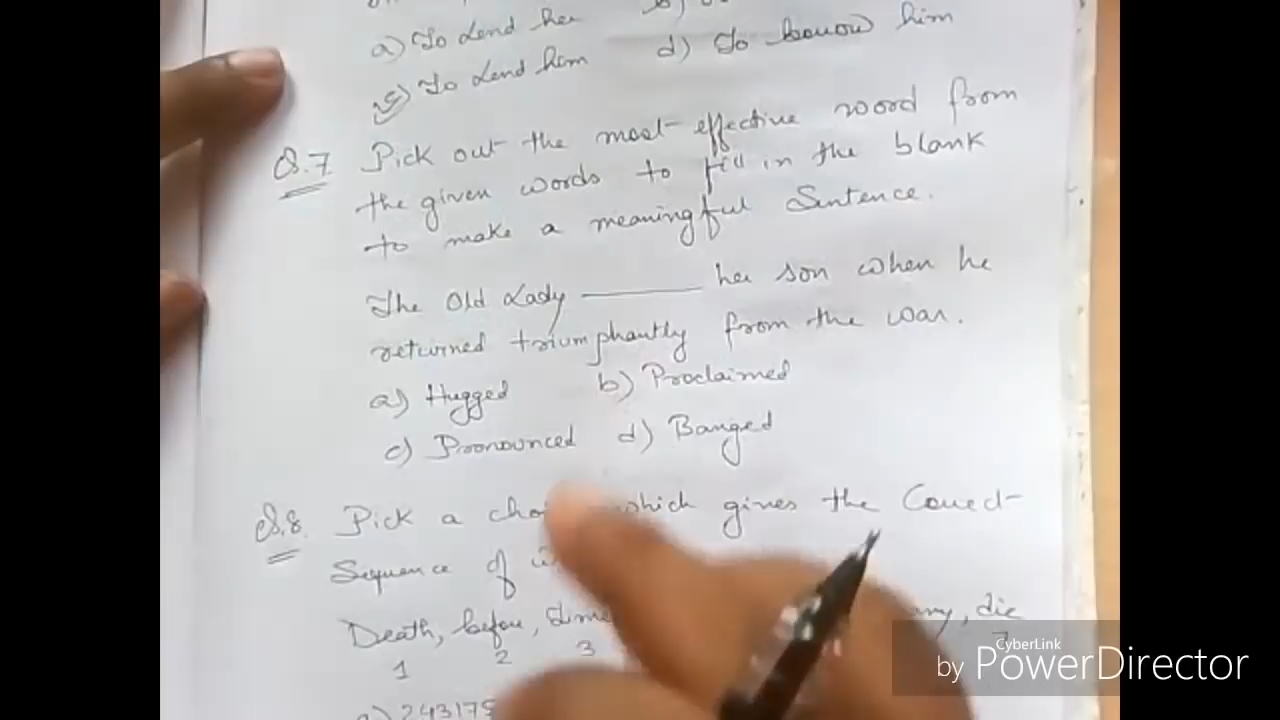 a) To Lend her b)
c) To Lend him d) To borrow him
Q.7 Pick out the most effective word from
the given words to fill in the blank
to make a meaningful Sentence.
The Old Lady ______ her son when he
returned triumphantly from the war.
a) Hugged b) Proclaimed
c) Pronounced d) Banged
Q.8. Pick a which gives the Correct
Sequence of
Death, before, die
1 2 3 7
a) 243175
CyberLink
by PowerDirector